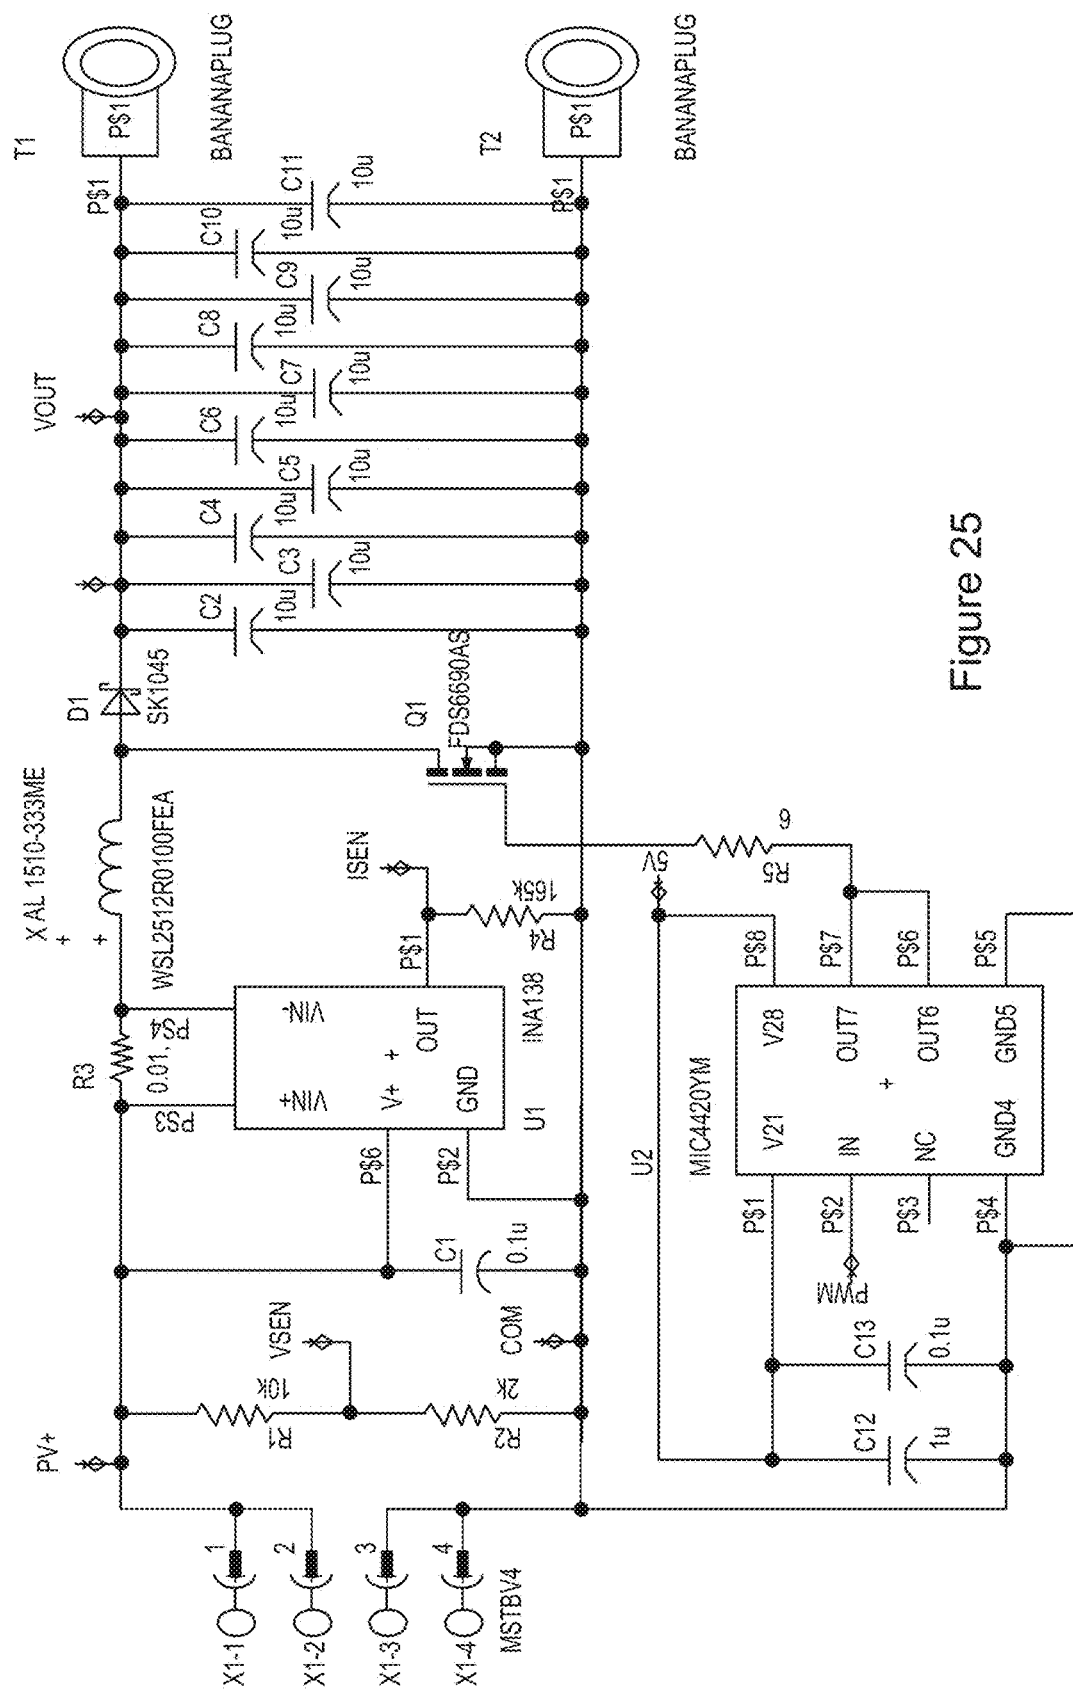 T1
P$1
P$1
BANANAPLUG
T2
P$1
P$1
BANANAPLUG
VOUT
C2
10u
C3
10u
C4
10u
C5
10u
C6
10u
C7
10u
C8
10u
C9
10u
C10
10u
C11
10u
D1
SK1045
Q1
FDS6690AS
X AL 1510-333ME
+ +
WSL2512R0100FEA
R3
0.01,
PS4
PS3
VIN-
VIN+
V+
+
OUT
GND
INA138
U1
P$1
P$6
P$2
ISEN
165k
R4
C1
0.1u
PV+
VSEN
10k
R1
2k
R2
COM
X1-1
1
X1-2
2
X1-3
3
X1-4
4
MSTBV4
5V
R5
6
U2
MIC4420YM
P$8
P$7
P$6
P$5
V28
OUT7
OUT6
GND5
+
V21
IN
NC
GND4
P$1
P$2
P$3
P$4
PWM
C13
0.1u
C12
1u
Figure 25